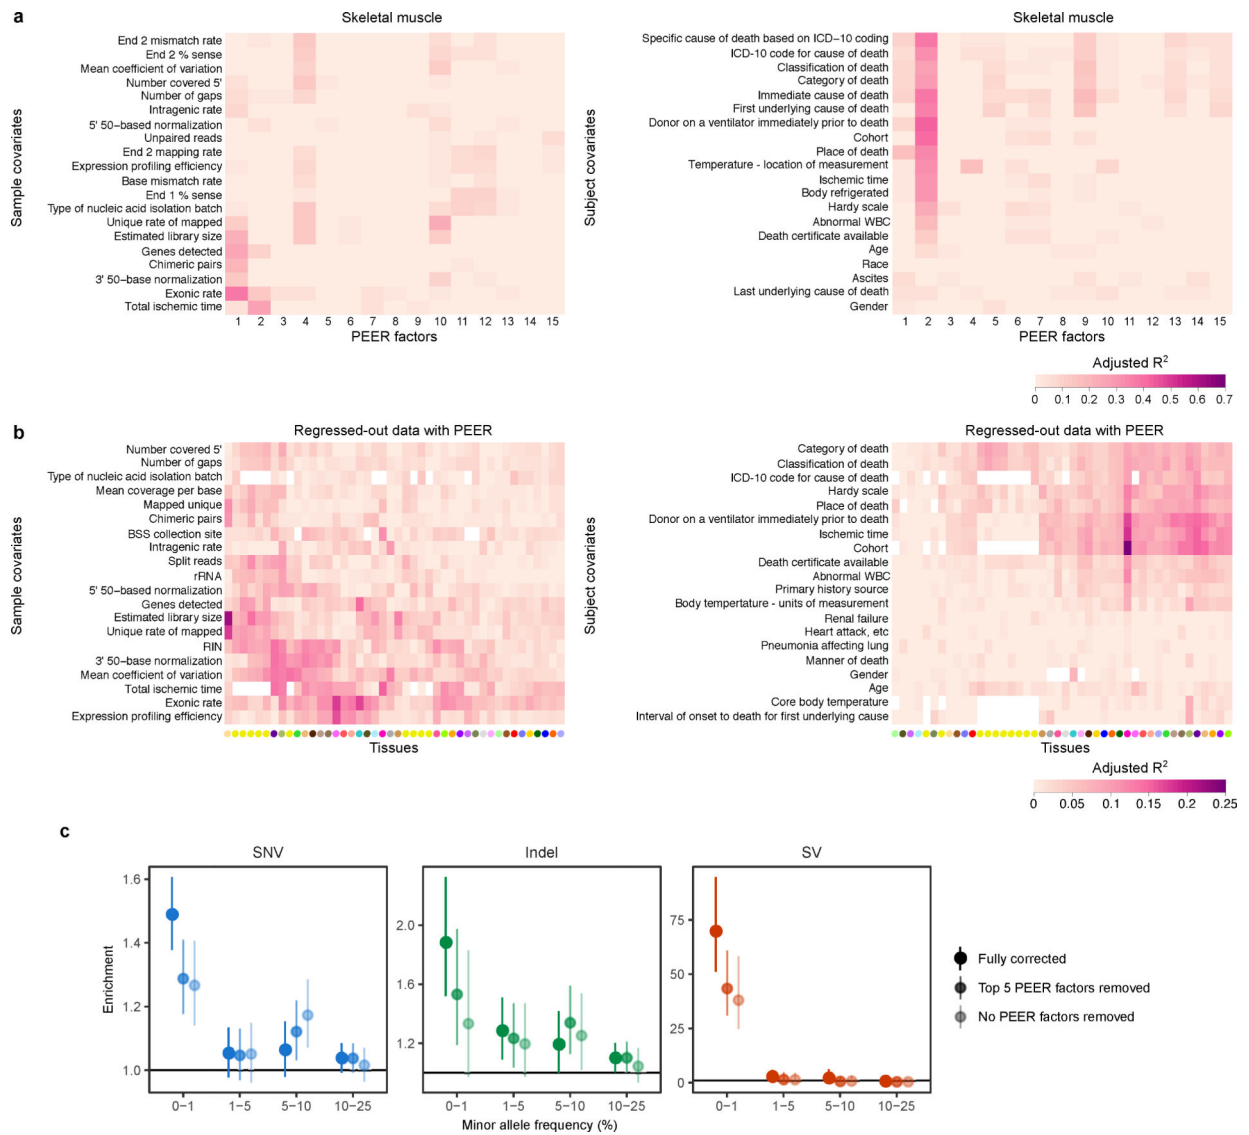 a
Skeletal muscle
Sample covariates
End 2 mismatch rate
End 2 % sense
Mean coefficient of variation
Number covered 5'
Number of gaps
Intragenic rate
5' 50−based normalization
Unpaired reads
End 2 mapping rate
Expression profiling efficiency
Base mismatch rate
End 1 % sense
Type of nucleic acid isolation batch
Unique rate of mapped
Estimated library size
Genes detected
Chimeric pairs
3' 50−base normalization
Exonic rate
Total ischemic time
1 2 3 4 5 6 7 8 9 10 11 12 13 14 15
PEER factors
Skeletal muscle
Subject covariates
Specific cause of death based on ICD−10 coding
ICD-10 code for cause of death
Classification of death
Category of death
Immediate cause of death
First underlying cause of death
Donor on a ventilator immediately prior to death
Cohort
Place of death
Temperature - location of measurement
Ischemic time
Body refrigerated
Hardy scale
Abnormal WBC
Death certificate available
Age
Race
Ascites
Last underlying cause of death
Gender
1 2 3 4 5 6 7 8 9 10 11 12 13 14 15
PEER factors
Adjusted R2
0 0.1 0.2 0.3 0.4 0.5 0.6 0.7
b
Regressed-out data with PEER
Sample covariates
Number covered 5'
Number of gaps
Type of nucleic acid isolation batch
Mean coverage per base
Mapped unique
Chimeric pairs
BSS collection site
Intragenic rate
Split reads
rRNA
5' 50−based normalization
Genes detected
Estimated library size
Unique rate of mapped
RIN
3' 50−base normalization
Mean coefficient of variation
Total ischemic time
Exonic rate
Expression profiling efficiency
Tissues
Regressed-out data with PEER
Subject covariates
Category of death
Classification of death
ICD-10 code for cause of death
Hardy scale
Place of death
Donor on a ventilator immediately prior to death
Ischemic time
Cohort
Death certificate available
Abnormal WBC
Primary history source
Body tempertature - units of measurement
Renal failure
Heart attack, etc
Pneumonia affecting lung
Manner of death
Gender
Age
Core body temperature
Interval of onset to death for first underlying cause
Tissues
Adjusted R2
0 0.05 0.1 0.15 0.2 0.25
c
SNV
Enrichment
1.6
1.4
1.2
1.0
0−1 1−5 5−10 10−25
Indel
2.0
1.6
1.2
0−1 1−5 5−10 10−25
Minor allele frequency (%)
SV
75
50
25
0
0−1 1−5 5−10 10−25
Fully corrected
Top 5 PEER factors removed
No PEER factors removed